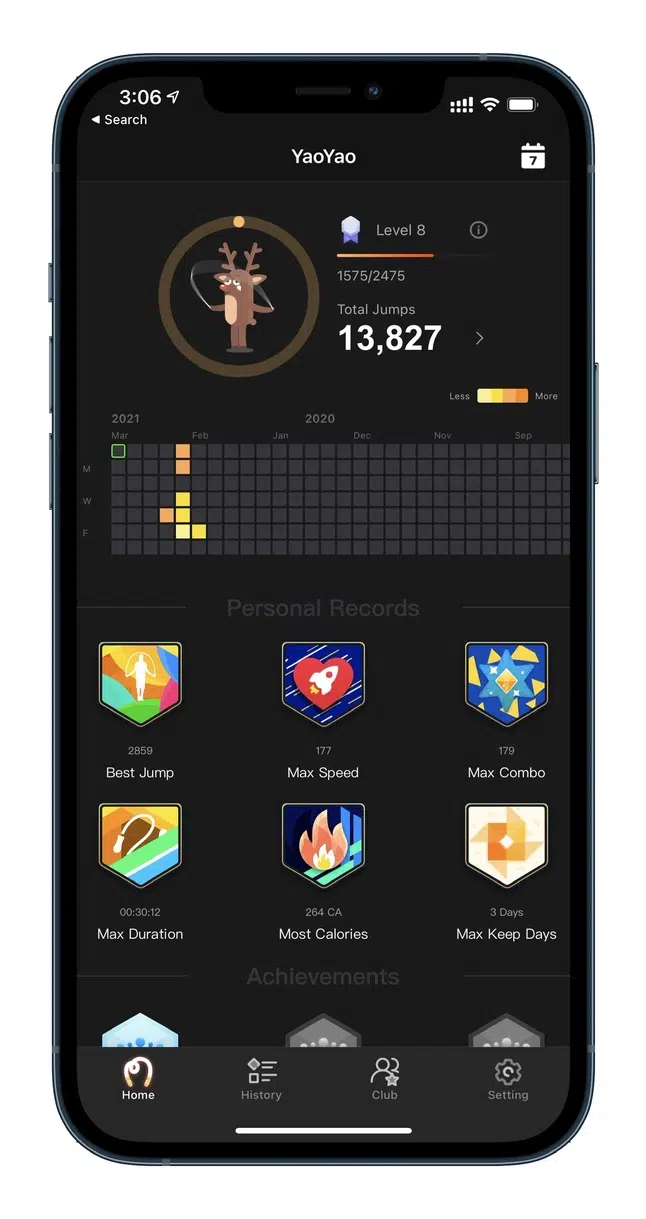 3:06
◀ Search
YaoYao
7
Level 8
1575/2475
Total Jumps
13,827
Less More
2021 2020
Mar Feb Jan Dec Nov Sep
M
W
F
Personal Records
2859 177 179
Best Jump Max Speed Max Combo
00:30:12 264 CA 3 Days
Max Duration Most Calories Max Keep Days
Achievements
Home History Club Setting